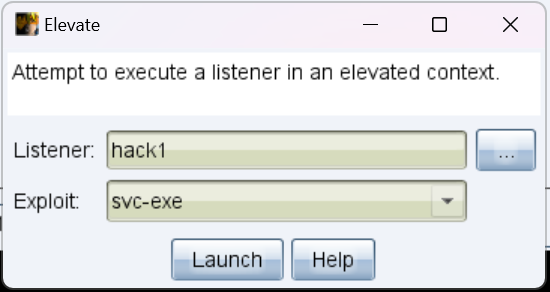 Elevate
Attempt to execute a listener in an elevated context.
Listener: hack1 ...
Exploit: svc-exe
Launch Help